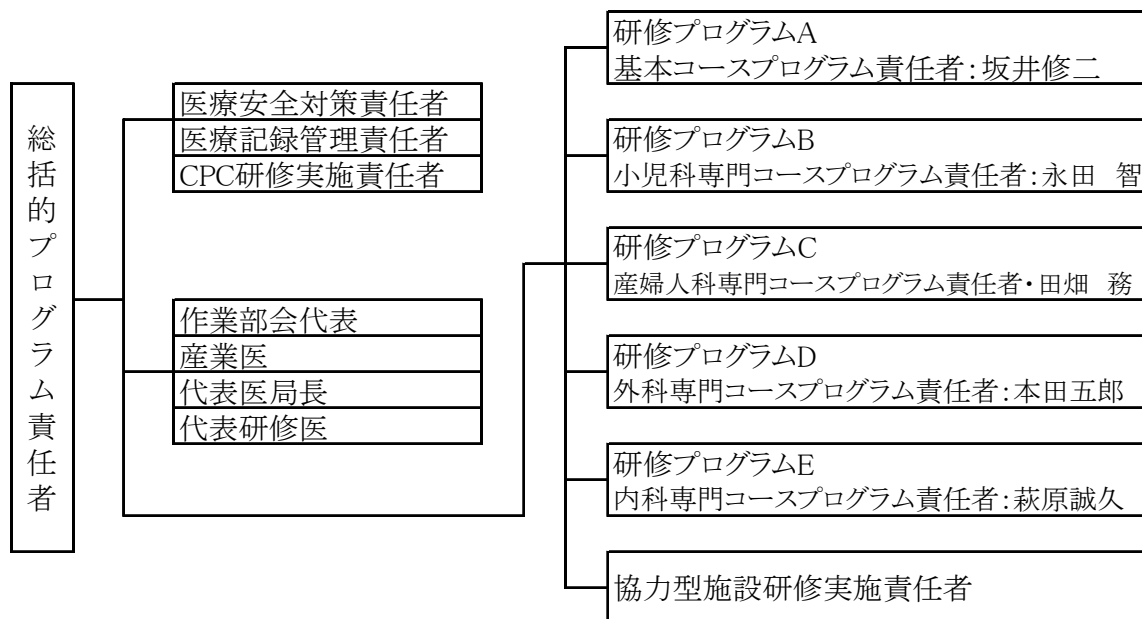 総括的プログラム責任者
医療安全対策責任者
医療記録管理責任者
CPC研修実施責任者
作業部会代表
産業医
代表医局長
代表研修医
研修プログラムA
基本コースプログラム責任者:坂井修二
研修プログラムB
小児科専門コースプログラム責任者:永田　智
研修プログラムC
産婦人科専門コースプログラム責任者・田畑　務
研修プログラムD
外科専門コースプログラム責任者:本田五郎
研修プログラムE
内科専門コースプログラム責任者:萩原誠久
協力型施設研修実施責任者